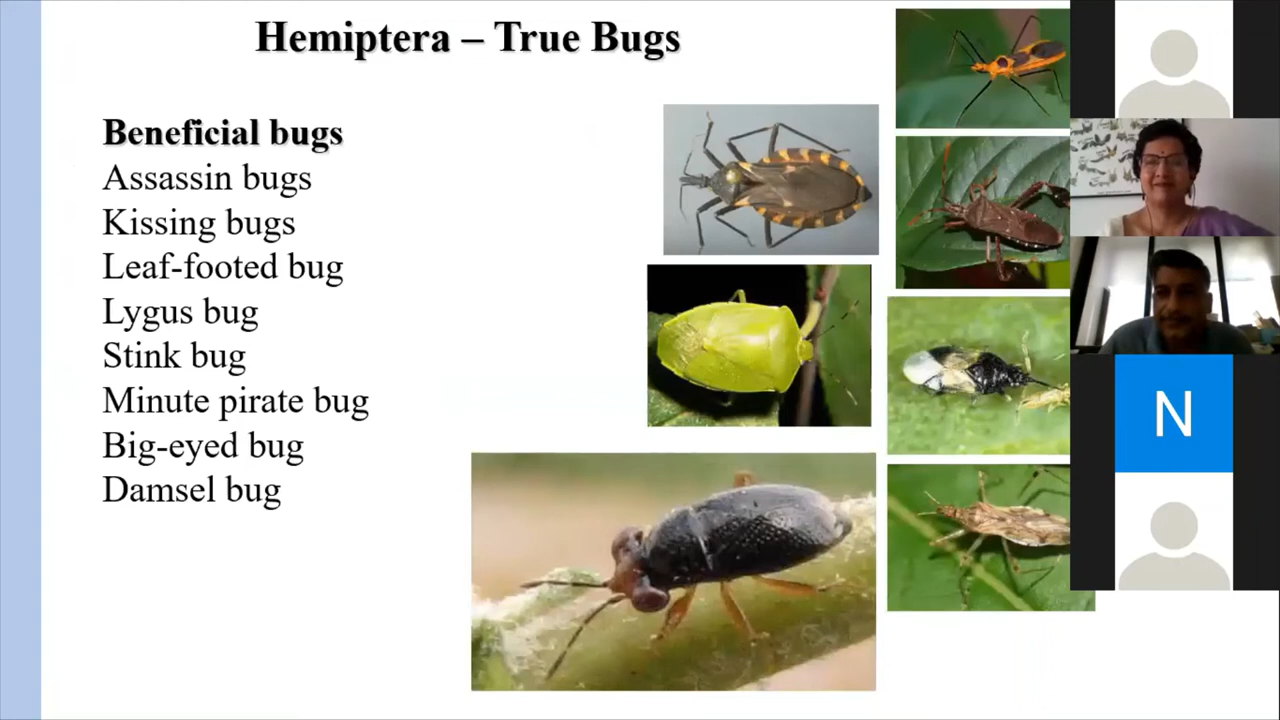 Hemiptera – True Bugs
Beneficial bugs
Assassin bugs
Kissing bugs
Leaf-footed bug
Lygus bug
Stink bug
Minute pirate bug
Big-eyed bug
Damsel bug
N